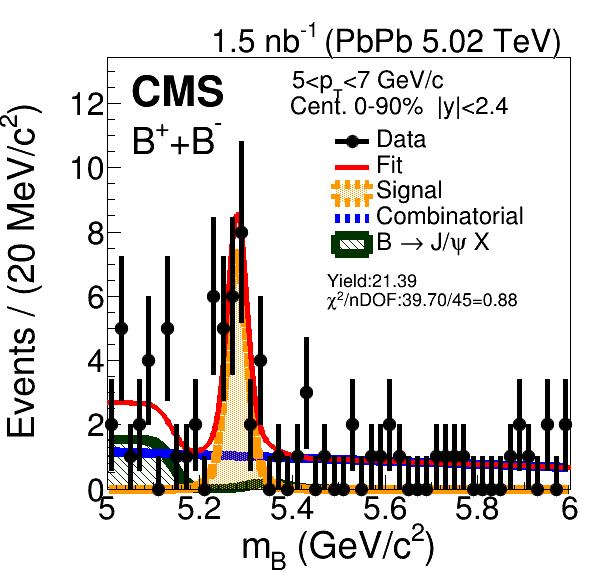 1.5 nb⁻¹ (PbPb 5.02 TeV)
CMS
B⁺+B⁻
5<p_T<7 GeV/c
Cent. 0-90% |y|<2.4
Data
Fit
Signal
Combinatorial
B → J/ψ X
Yield:21.39
χ²/nDOF:39.70/45=0.88
Events / (20 MeV/c²)
12
10
8
6
4
2
0
5 5.2 5.4 5.6 5.8 6
m_B (GeV/c²)